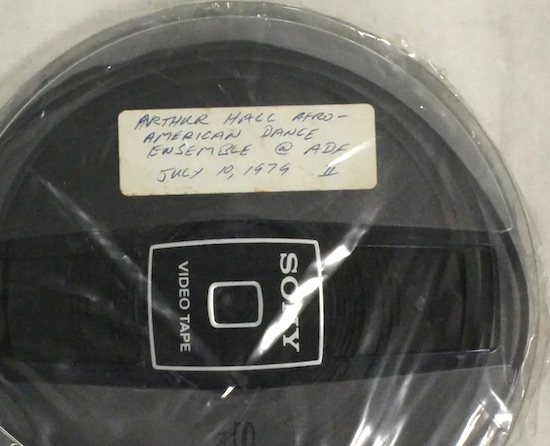 ARTHUR HALL AFRO-
AMERICAN DANCE
ENSEMBLE @ ADF
JULY 10, 1979 II
SONY
VIDEO TAPE